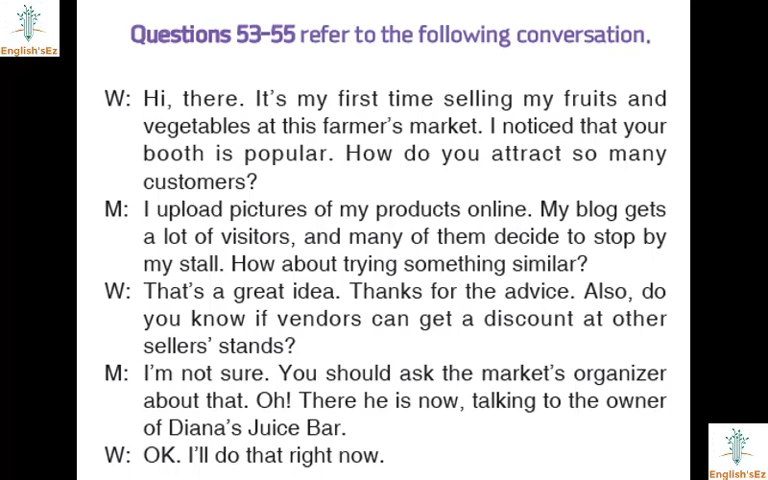 English'sEz
Questions 53-55 refer to the following conversation.
W: Hi, there. It's my first time selling my fruits and
vegetables at this farmer's market. I noticed that your
booth is popular. How do you attract so many
customers?
M: I upload pictures of my products online. My blog gets
a lot of visitors, and many of them decide to stop by
my stall. How about trying something similar?
W: That's a great idea. Thanks for the advice. Also, do
you know if vendors can get a discount at other
sellers' stands?
M: I'm not sure. You should ask the market's organizer
about that. Oh! There he is now, talking to the owner
of Diana's Juice Bar.
W: OK. I'll do that right now.
English'sEz